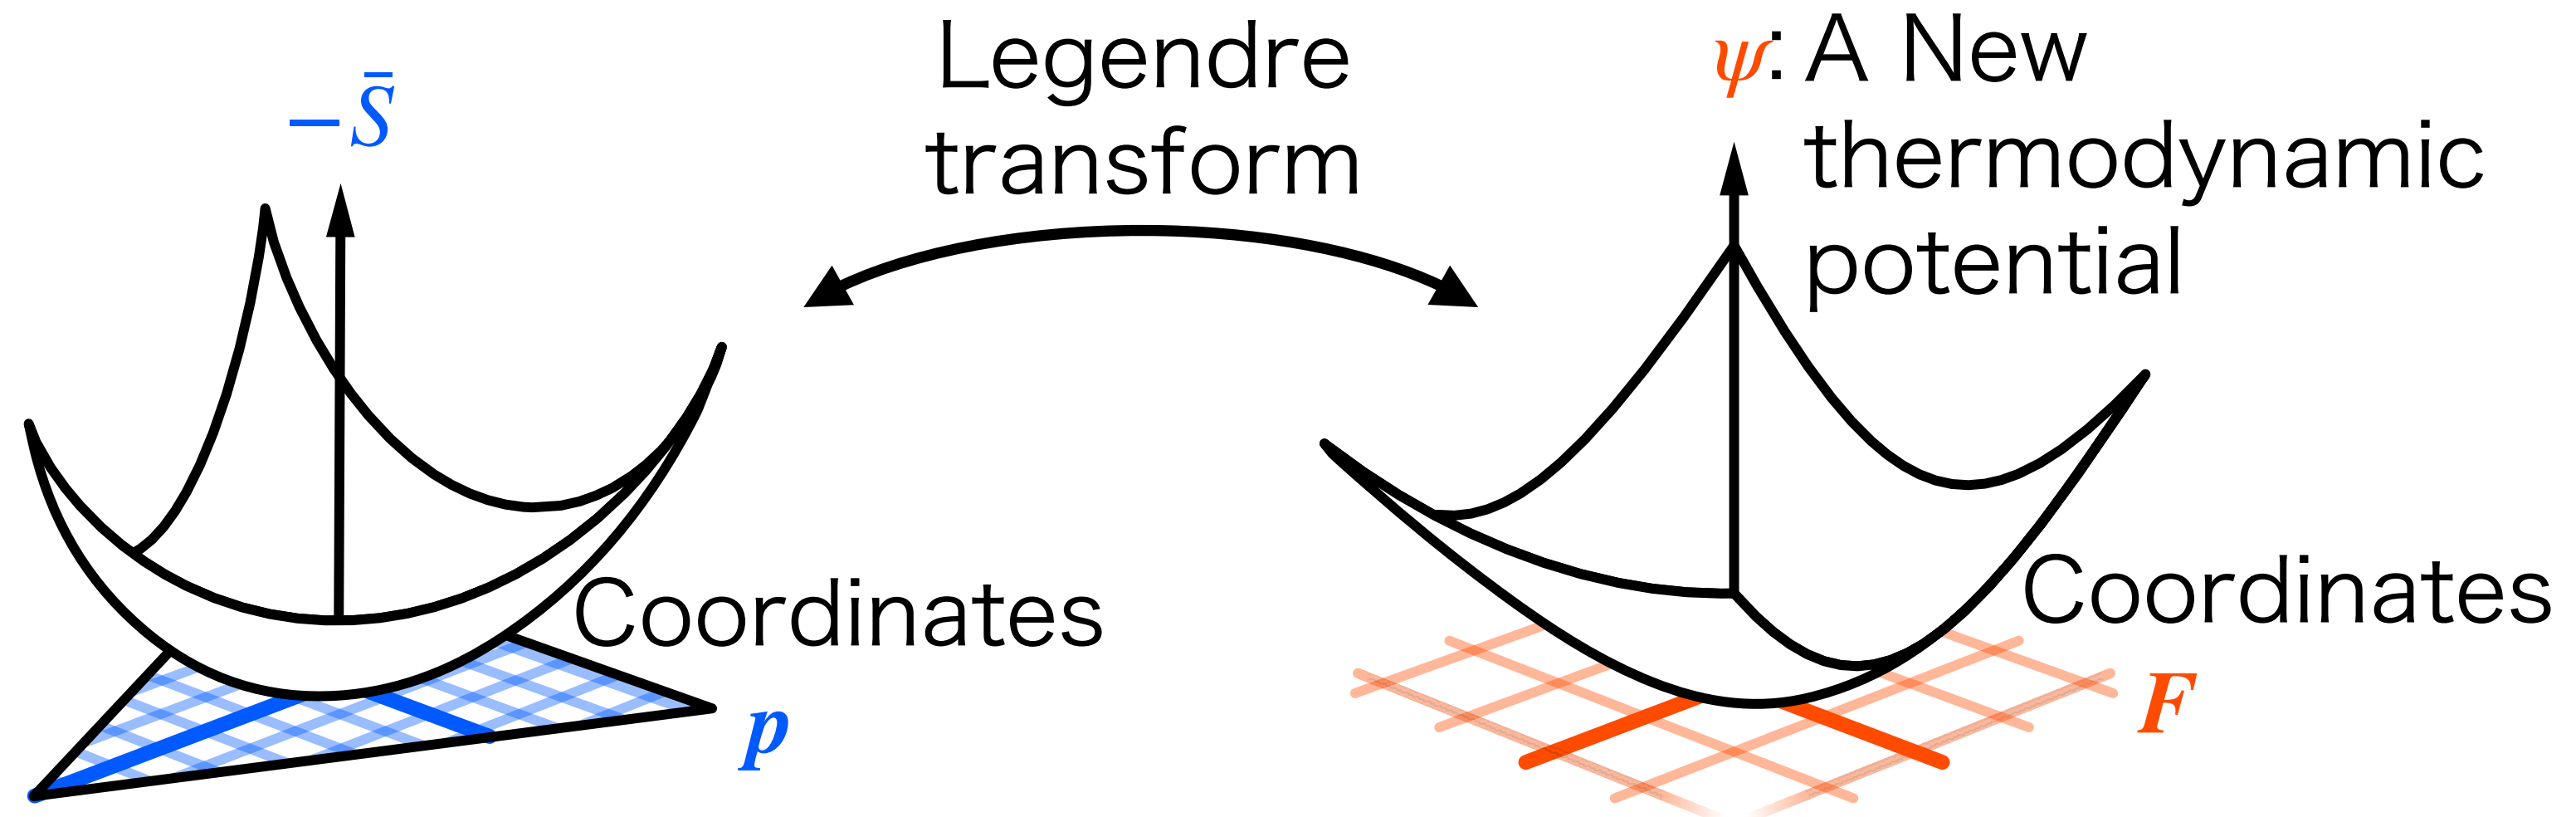 −S̄
Legendre
transform
ψ: A New
thermodynamic
potential
Coordinates
p
Coordinates
F